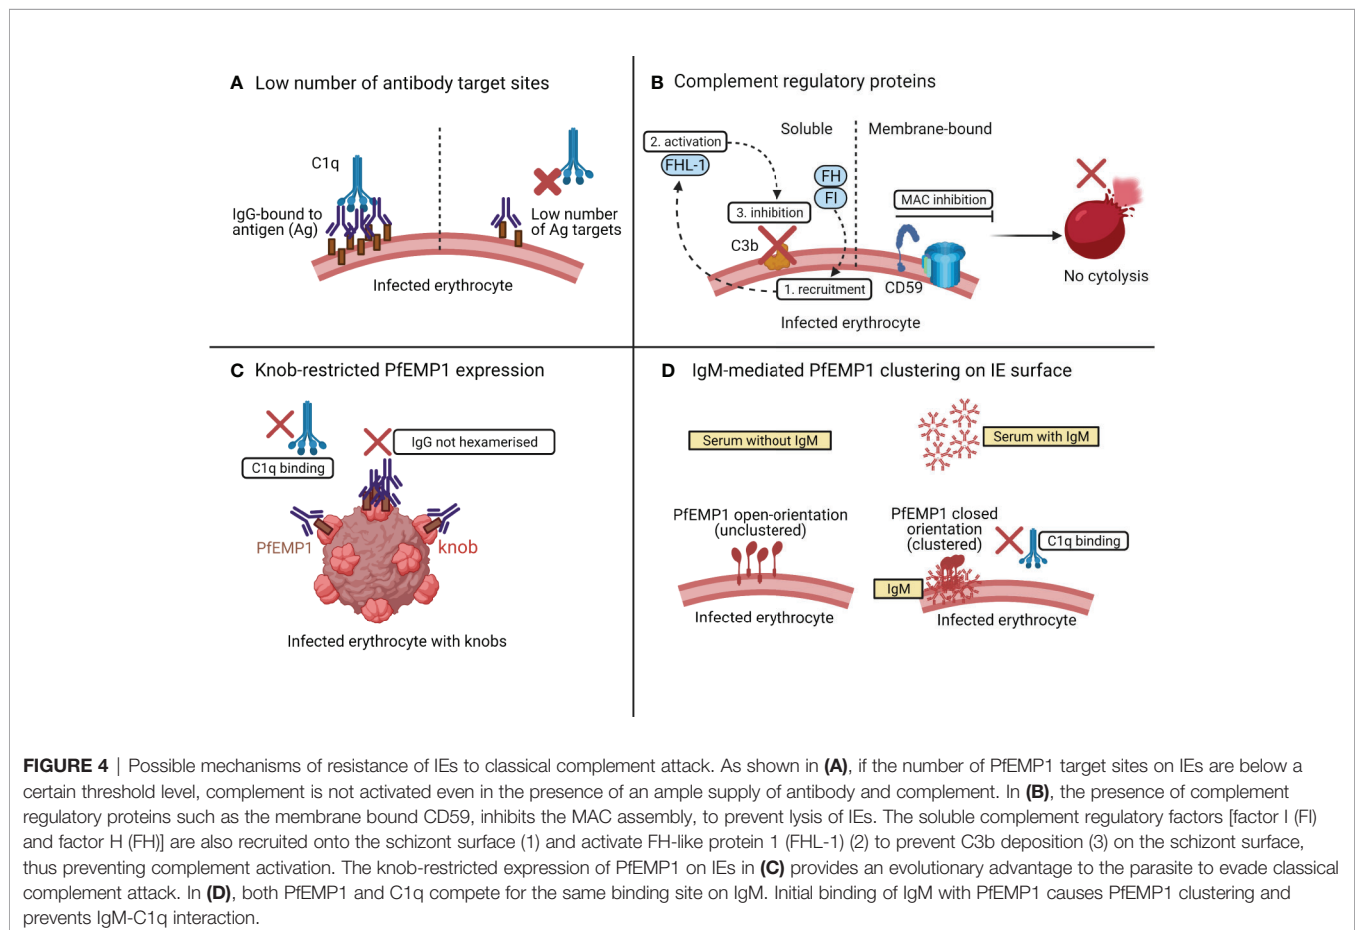 A Low number of antibody target sites
C1q
IgG-bound to
antigen (Ag)
Low number
of Ag targets
Infected erythrocyte
B Complement regulatory proteins
Soluble
Membrane-bound
2. activation
FHL-1
FH
FI
3. inhibition
C3b
1. recruitment
MAC inhibition
CD59
No cytolysis
Infected erythrocyte
C Knob-restricted PfEMP1 expression
IgG not hexamerised
C1q binding
PfEMP1
knob
Infected erythrocyte with knobs
D IgM-mediated PfEMP1 clustering on IE surface
Serum without IgM
Serum with IgM
PfEMP1 open-orientation
(unclustered)
Infected erythrocyte
PfEMP1 closed
orientation
(clustered)
C1q binding
IgM
Infected erythrocyte
FIGURE 4 | Possible mechanisms of resistance of IEs to classical complement attack. As shown in (A), if the number of PfEMP1 target sites on IEs are below a
certain threshold level, complement is not activated even in the presence of an ample supply of antibody and complement. In (B), the presence of complement
regulatory proteins such as the membrane bound CD59, inhibits the MAC assembly, to prevent lysis of IEs. The soluble complement regulatory factors [factor I (FI)
and factor H (FH)] are also recruited onto the schizont surface (1) and activate FH-like protein 1 (FHL-1) (2) to prevent C3b deposition (3) on the schizont surface,
thus preventing complement activation. The knob-restricted expression of PfEMP1 on IEs in (C) provides an evolutionary advantage to the parasite to evade classical
complement attack. In (D), both PfEMP1 and C1q compete for the same binding site on IgM. Initial binding of IgM with PfEMP1 causes PfEMP1 clustering and
prevents IgM-C1q interaction.